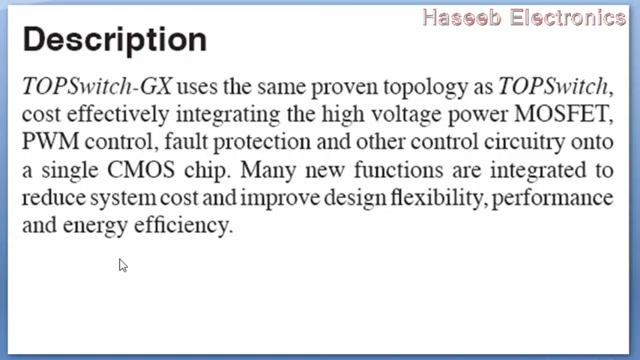 Haseeb Electronics
Description
TOPSwitch-GX uses the same proven topology as TOPSwitch,
cost effectively integrating the high voltage power MOSFET,
PWM control, fault protection and other control circuitry onto
a single CMOS chip. Many new functions are integrated to
reduce system cost and improve design flexibility, performance
and energy efficiency.